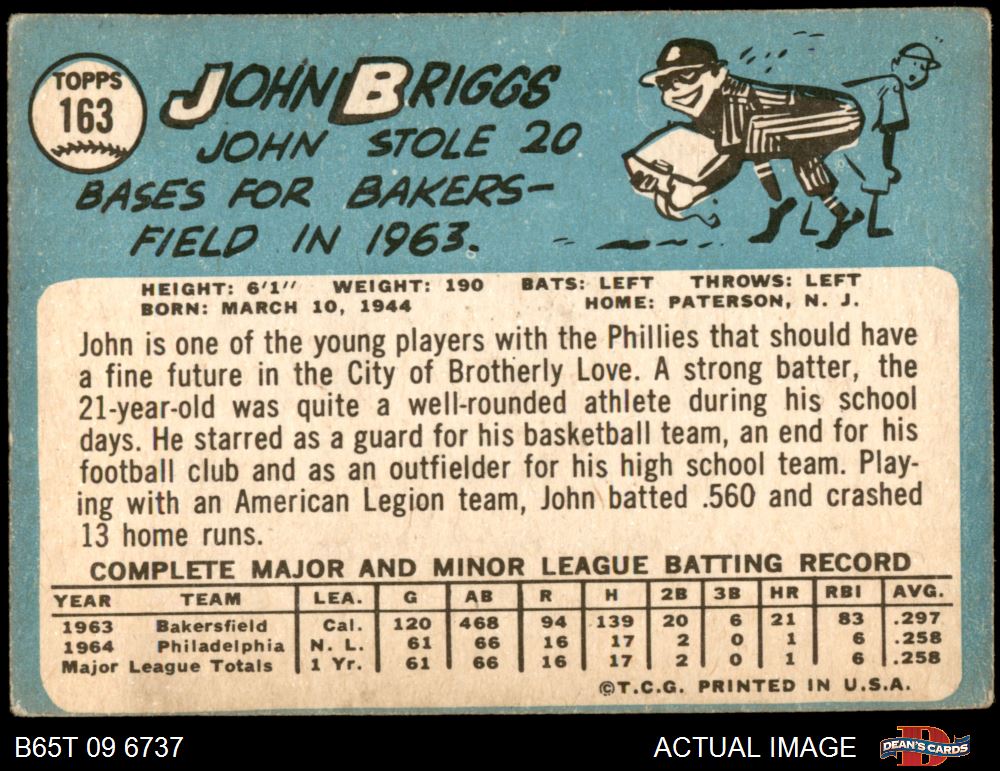 TOPPS
163
JOHN BRIGGS
JOHN STOLE 20
BASES FOR BAKERS-
FIELD IN 1963.
HEIGHT: 6'1" WEIGHT: 190 BATS: LEFT THROWS: LEFT
BORN: MARCH 10, 1944 HOME: PATERSON, N. J.
John is one of the young players with the Phillies that should have
a fine future in the City of Brotherly Love. A strong batter, the
21-year-old was quite a well-rounded athlete during his school
days. He starred as a guard for his basketball team, an end for his
football club and as an outfielder for his high school team. Play-
ing with an American Legion team, John batted .560 and crashed
13 home runs.
COMPLETE MAJOR AND MINOR LEAGUE BATTING RECORD
YEAR TEAM LEA. G AB R H 2B 3B HR RBI AVG.
1963 Bakersfield Cal. 120 468 94 139 20 6 21 83 .297
1964 Philadelphia N. L. 61 66 16 17 2 0 1 6 .258
Major League Totals 1 Yr. 61 66 16 17 2 0 1 6 .258
©T.C.G. PRINTED IN U.S.A.
B65T 09 6737 ACTUAL IMAGE DEAN'S CARDS